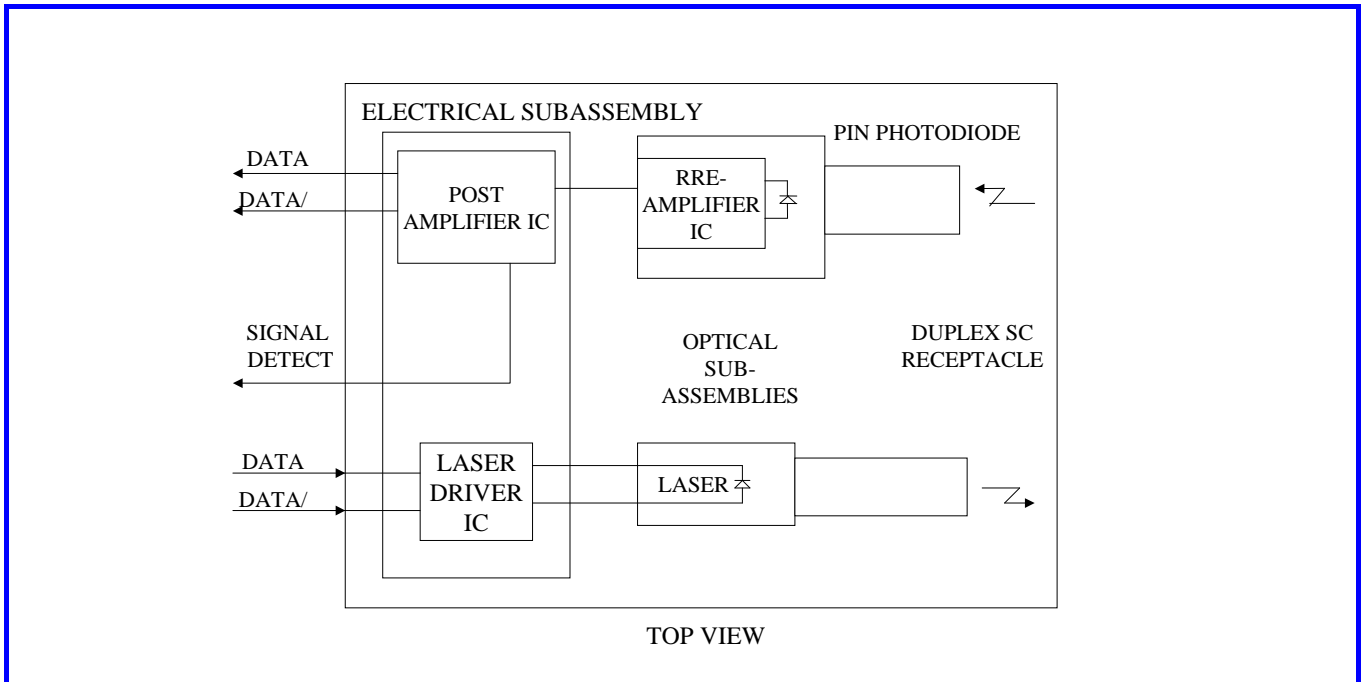 ELECTRICAL SUBASSEMBLY
PIN PHOTODIODE
DATA
DATA/
POST
AMPLIFIER IC
RRE-
AMPLIFIER
IC
SIGNAL
DETECT
OPTICAL
SUB-
ASSEMBLIES
DUPLEX SC
RECEPTACLE
DATA
DATA/
LASER
DRIVER
IC
LASER
TOP VIEW